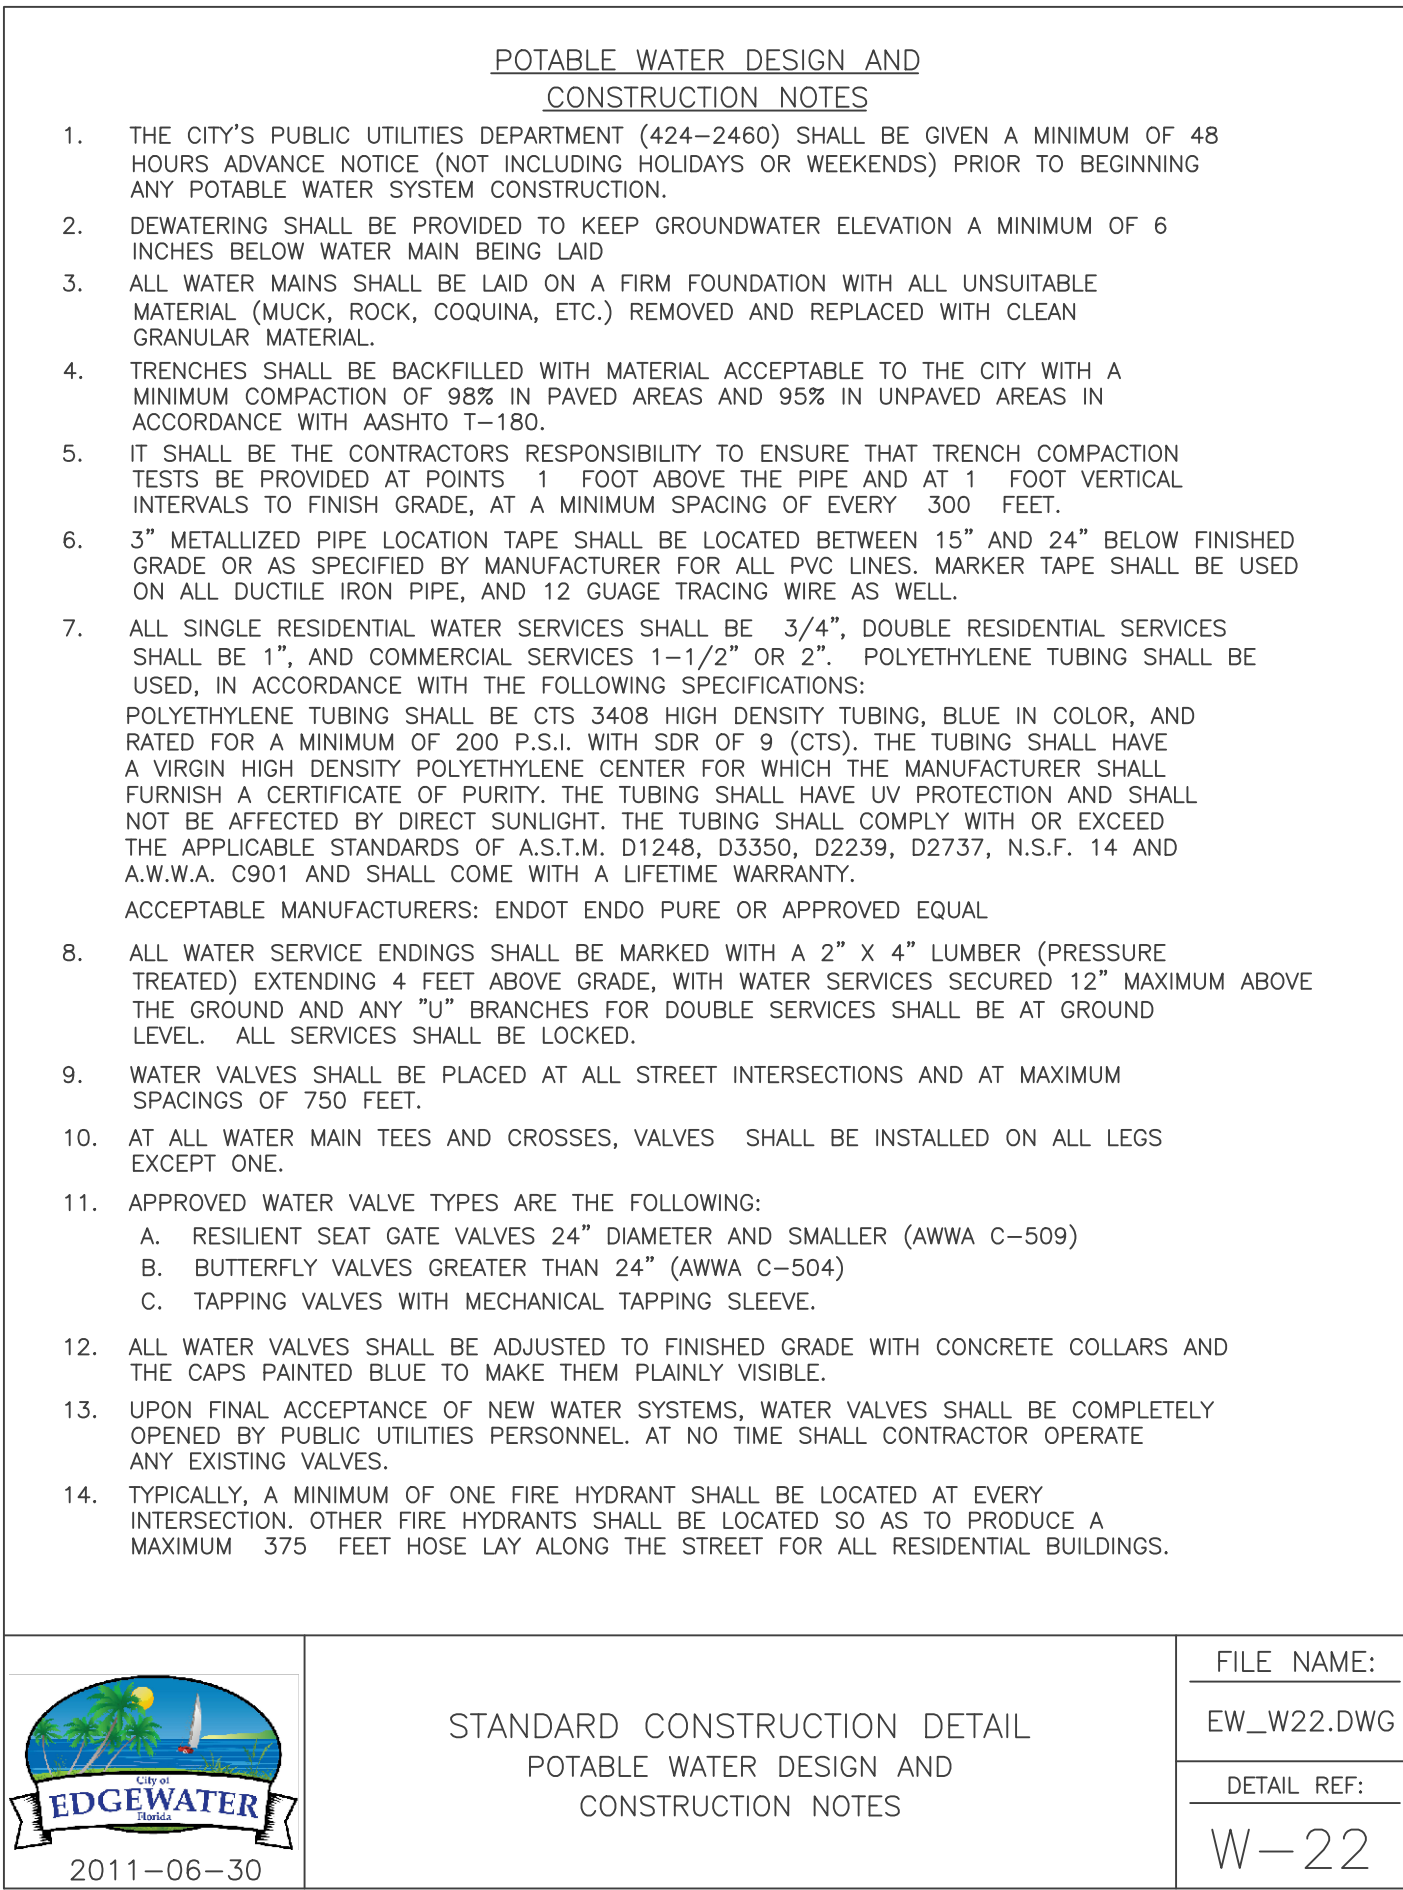 POTABLE WATER DESIGN AND
CONSTRUCTION NOTES
1. THE CITY'S PUBLIC UTILITIES DEPARTMENT (424-2460) SHALL BE GIVEN A MINIMUM OF 48
HOURS ADVANCE NOTICE (NOT INCLUDING HOLIDAYS OR WEEKENDS) PRIOR TO BEGINNING
ANY POTABLE WATER SYSTEM CONSTRUCTION.
2. DEWATERING SHALL BE PROVIDED TO KEEP GROUNDWATER ELEVATION A MINIMUM OF 6
INCHES BELOW WATER MAIN BEING LAID
3. ALL WATER MAINS SHALL BE LAID ON A FIRM FOUNDATION WITH ALL UNSUITABLE
MATERIAL (MUCK, ROCK, COQUINA, ETC.) REMOVED AND REPLACED WITH CLEAN
GRANULAR MATERIAL.
4. TRENCHES SHALL BE BACKFILLED WITH MATERIAL ACCEPTABLE TO THE CITY WITH A
MINIMUM COMPACTION OF 98% IN PAVED AREAS AND 95% IN UNPAVED AREAS IN
ACCORDANCE WITH AASHTO T-180.
5. IT SHALL BE THE CONTRACTORS RESPONSIBILITY TO ENSURE THAT TRENCH COMPACTION
TESTS BE PROVIDED AT POINTS 1 FOOT ABOVE THE PIPE AND AT 1 FOOT VERTICAL
INTERVALS TO FINISH GRADE, AT A MINIMUM SPACING OF EVERY 300 FEET.
6. 3" METALLIZED PIPE LOCATION TAPE SHALL BE LOCATED BETWEEN 15" AND 24" BELOW FINISHED
GRADE OR AS SPECIFIED BY MANUFACTURER FOR ALL PVC LINES. MARKER TAPE SHALL BE USED
ON ALL DUCTILE IRON PIPE, AND 12 GUAGE TRACING WIRE AS WELL.
7. ALL SINGLE RESIDENTIAL WATER SERVICES SHALL BE 3/4", DOUBLE RESIDENTIAL SERVICES
SHALL BE 1", AND COMMERCIAL SERVICES 1-1/2" OR 2". POLYETHYLENE TUBING SHALL BE
USED, IN ACCORDANCE WITH THE FOLLOWING SPECIFICATIONS:
POLYETHYLENE TUBING SHALL BE CTS 3408 HIGH DENSITY TUBING, BLUE IN COLOR, AND
RATED FOR A MINIMUM OF 200 P.S.I. WITH SDR OF 9 (CTS). THE TUBING SHALL HAVE
A VIRGIN HIGH DENSITY POLYETHYLENE CENTER FOR WHICH THE MANUFACTURER SHALL
FURNISH A CERTIFICATE OF PURITY. THE TUBING SHALL HAVE UV PROTECTION AND SHALL
NOT BE AFFECTED BY DIRECT SUNLIGHT. THE TUBING SHALL COMPLY WITH OR EXCEED
THE APPLICABLE STANDARDS OF A.S.T.M. D1248, D3350, D2239, D2737, N.S.F. 14 AND
A.W.W.A. C901 AND SHALL COME WITH A LIFETIME WARRANTY.
ACCEPTABLE MANUFACTURERS: ENDOT ENDO PURE OR APPROVED EQUAL
8. ALL WATER SERVICE ENDINGS SHALL BE MARKED WITH A 2" X 4" LUMBER (PRESSURE
TREATED) EXTENDING 4 FEET ABOVE GRADE, WITH WATER SERVICES SECURED 12" MAXIMUM ABOVE
THE GROUND AND ANY "U" BRANCHES FOR DOUBLE SERVICES SHALL BE AT GROUND
LEVEL. ALL SERVICES SHALL BE LOCKED.
9. WATER VALVES SHALL BE PLACED AT ALL STREET INTERSECTIONS AND AT MAXIMUM
SPACINGS OF 750 FEET.
10. AT ALL WATER MAIN TEES AND CROSSES, VALVES SHALL BE INSTALLED ON ALL LEGS
EXCEPT ONE.
11. APPROVED WATER VALVE TYPES ARE THE FOLLOWING:
A. RESILIENT SEAT GATE VALVES 24" DIAMETER AND SMALLER (AWWA C-509)
B. BUTTERFLY VALVES GREATER THAN 24" (AWWA C-504)
C. TAPPING VALVES WITH MECHANICAL TAPPING SLEEVE.
12. ALL WATER VALVES SHALL BE ADJUSTED TO FINISHED GRADE WITH CONCRETE COLLARS AND
THE CAPS PAINTED BLUE TO MAKE THEM PLAINLY VISIBLE.
13. UPON FINAL ACCEPTANCE OF NEW WATER SYSTEMS, WATER VALVES SHALL BE COMPLETELY
OPENED BY PUBLIC UTILITIES PERSONNEL. AT NO TIME SHALL CONTRACTOR OPERATE
ANY EXISTING VALVES.
14. TYPICALLY, A MINIMUM OF ONE FIRE HYDRANT SHALL BE LOCATED AT EVERY
INTERSECTION. OTHER FIRE HYDRANTS SHALL BE LOCATED SO AS TO PRODUCE A
MAXIMUM 375 FEET HOSE LAY ALONG THE STREET FOR ALL RESIDENTIAL BUILDINGS.
City of
EDGEWATER
Florida
2011-06-30
STANDARD CONSTRUCTION DETAIL
POTABLE WATER DESIGN AND
CONSTRUCTION NOTES
FILE NAME:
EW_W22.DWG
DETAIL REF:
W-22